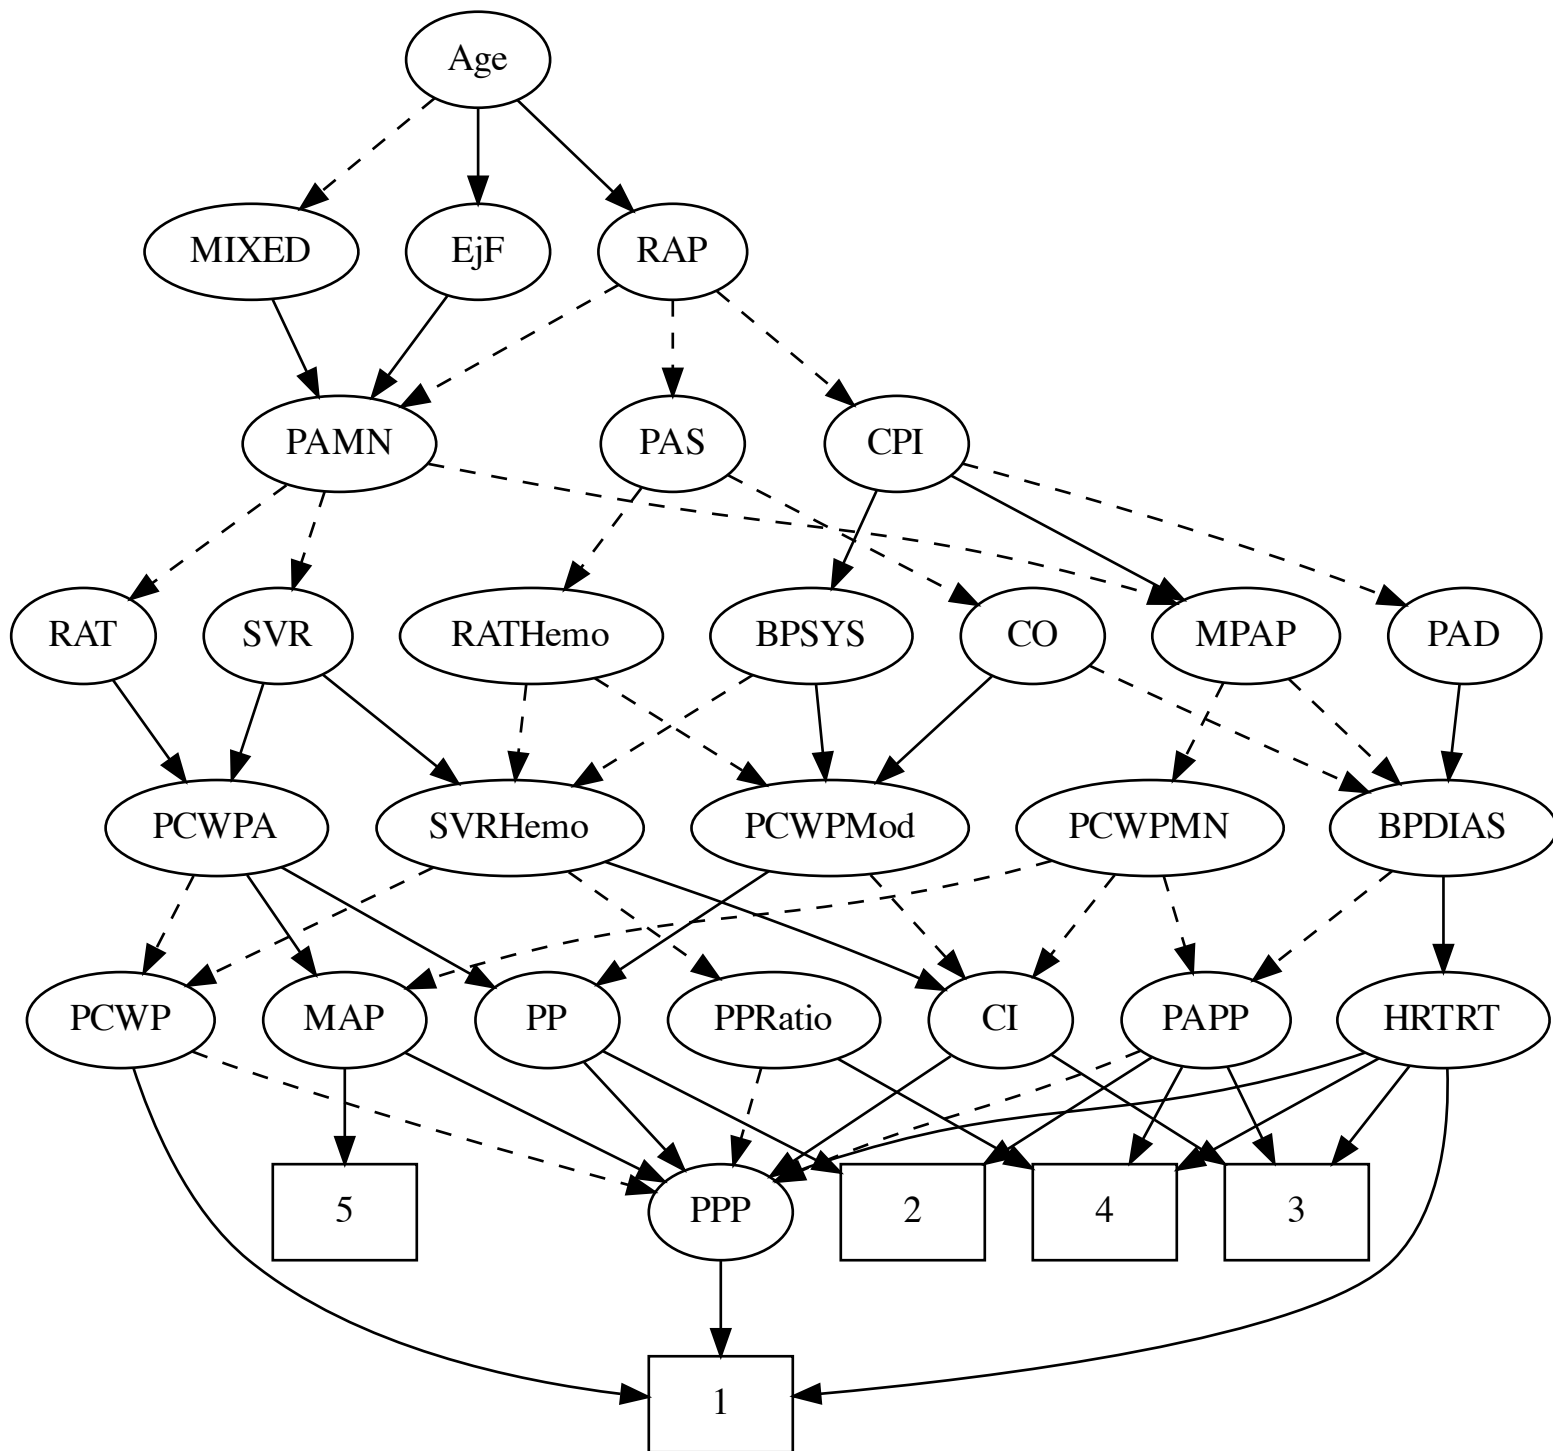 Age
MIXED EjF RAP
PAMN PAS CPI
RAT SVR RATHemo BPSYS CO MPAP PAD
PCWPA SVRHemo PCWPMod PCWPMN BPDIAS
PCWP MAP PP PPRatio CI PAPP HRTRT
5 PPP 2 4 3
1